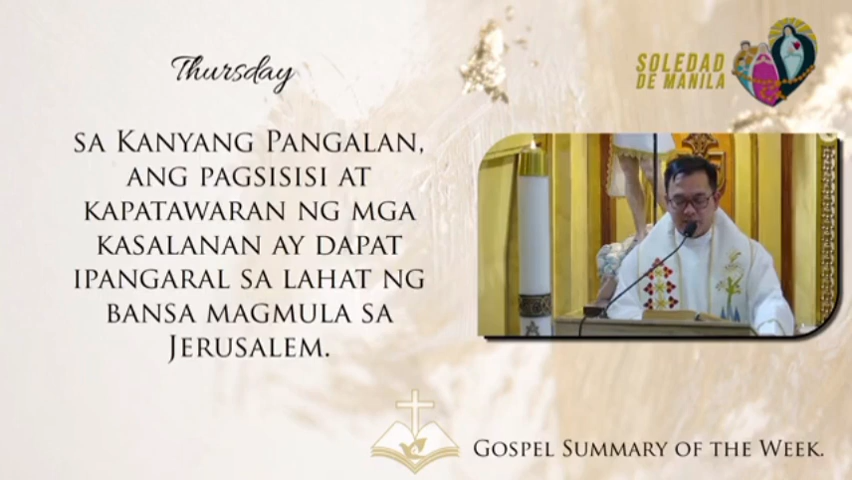 Thursday
SOLEDAD
DE MANILA
SA KANYANG PANGALAN,
ANG PAGSISISI AT
KAPATAWARAN NG MGA
KASALANAN AY DAPAT
IPANGARAL SA LAHAT NG
BANSA MAGMULA SA
JERUSALEM.
GOSPEL SUMMARY OF THE WEEK.